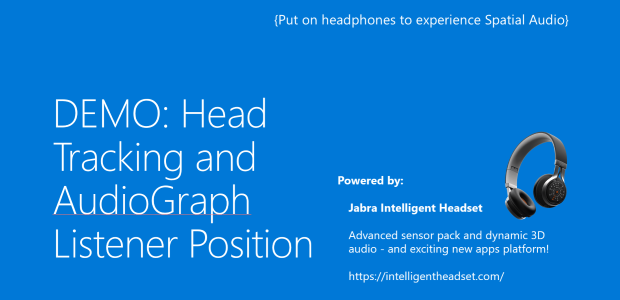 {Put on headphones to experience Spatial Audio}
DEMO: Head
Tracking and
AudioGraph
Listener Position
Powered by:
Jabra Intelligent Headset
Advanced sensor pack and dynamic 3D
audio - and exciting new apps platform!
https://intelligentheadset.com/